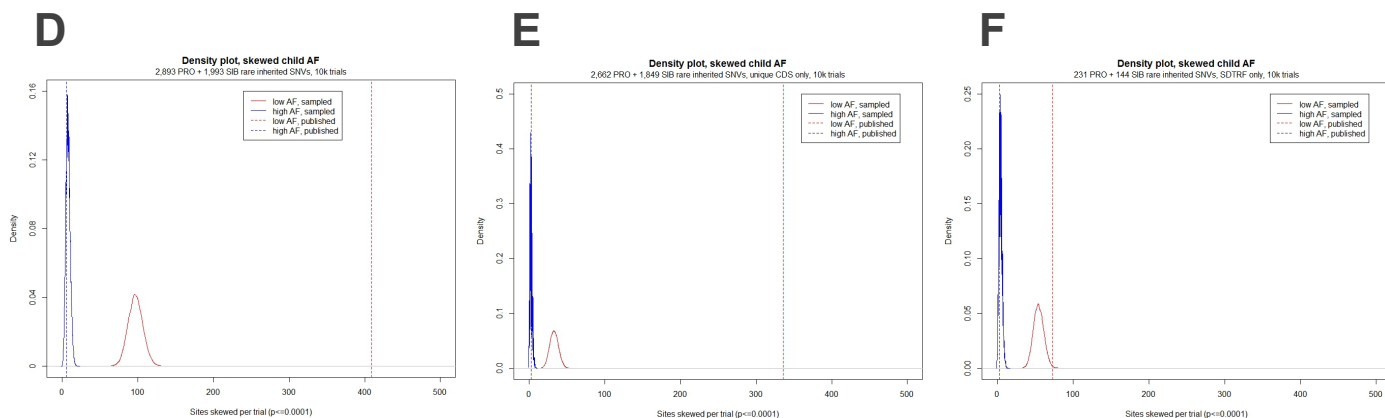 D
Density plot, skewed child AF
2,893 PRO + 1,993 SIB rare inherited SNVs, 10k trials
low AF, sampled
high AF, sampled
low AF, published
high AF, published
0.16
0.12
0.08
0.04
0
Density
0 100 200 300 400 500
Sites skewed per trial (p<=0.0001)
E
Density plot, skewed child AF
2,662 PRO + 1,849 SIB rare inherited SNVs, unique CDS only, 10k trials
low AF, sampled
high AF, sampled
low AF, published
high AF, published
0.5
0.4
0.3
0.2
0.1
0.0
Density
0 100 200 300 400 500
Sites skewed per trial (p<=0.0001)
F
Density plot, skewed child AF
231 PRO + 144 SIB rare inherited SNVs, SDTRF only, 10k trials
low AF, sampled
high AF, sampled
low AF, published
high AF, published
0.25
0.20
0.15
0.10
0.05
0.00
Density
0 100 200 300 400 500
Sites skewed per trial (p<=0.0001)